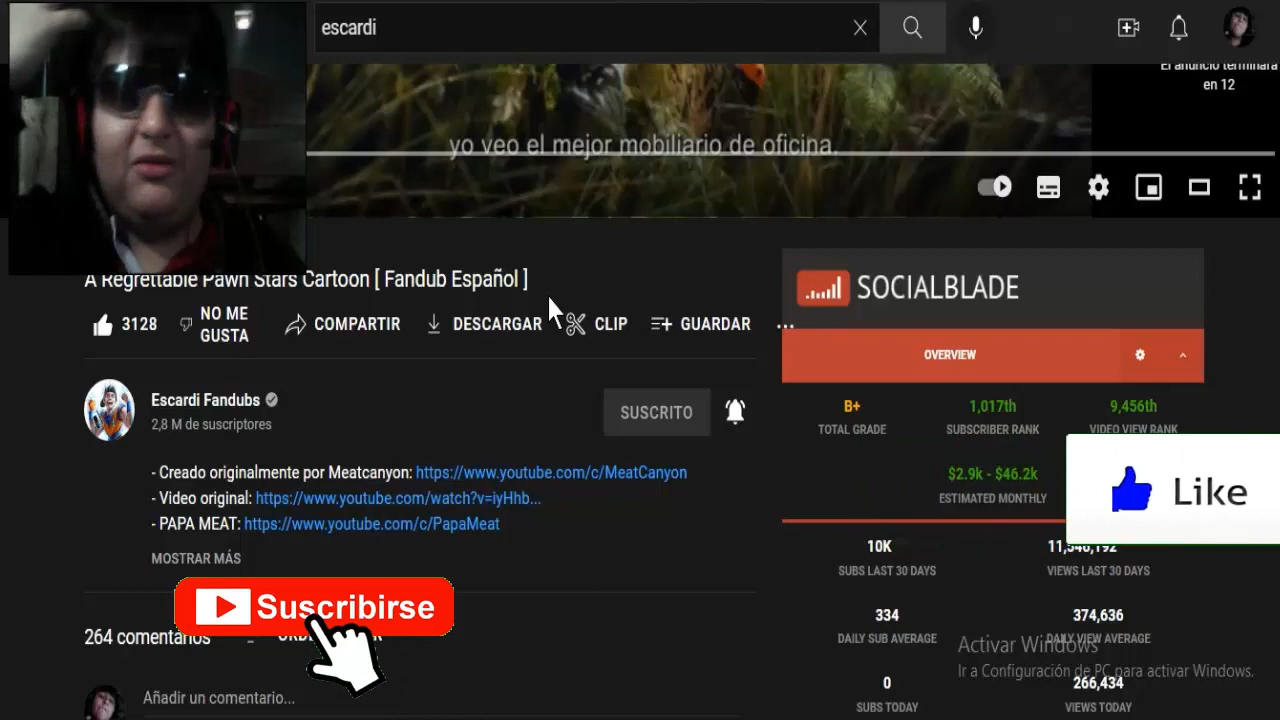 escardi
El anuncio terminará
en 12
yo veo el mejor mobiliario de oficina.
A Regrettable Pawn Stars Cartoon [ Fandub Español ]
3128
NO ME
GUSTA
COMPARTIR
DESCARGAR
CLIP
GUARDAR
...
Escardi Fandubs
2,8 M de suscriptores
SUSCRITO
- Creado originalmente por Meatcanyon: https://www.youtube.com/c/MeatCanyon
- Video original: https://www.youtube.com/watch?v=iyHhb...
- PAPA MEAT: https://www.youtube.com/c/PapaMeat
MOSTRAR MÁS
Suscribirse
264 comentarios
Añadir un comentario...
SOCIALBLADE
OVERVIEW
B+
TOTAL GRADE
1,017th
SUBSCRIBER RANK
9,456th
VIDEO VIEW RANK
$2.9k - $46.2k
ESTIMATED MONTHLY
Like
10K
SUBS LAST 30 DAYS
11,546,192
VIEWS LAST 30 DAYS
334
DAILY SUB AVERAGE
374,636
DAILY VIEW AVERAGE
Activar Windows
Ir a Configuración de PC para activar Windows.
0
SUBS TODAY
266,434
VIEWS TODAY